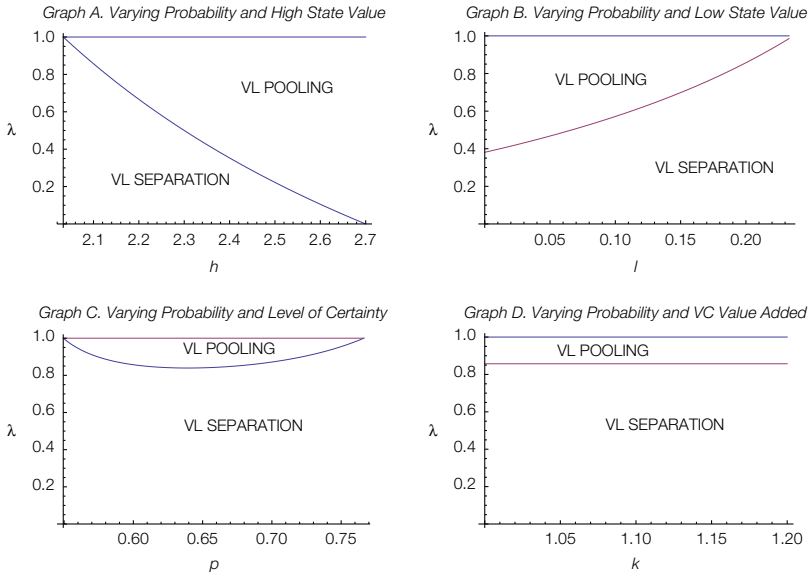 Graph A. Varying Probability and High State Value
1.0
0.8
0.6
0.4
0.2
λ
VL POOLING
VL SEPARATION
2.1 2.2 2.3 2.4 2.5 2.6 2.7
h
Graph B. Varying Probability and Low State Value
1.0
0.8
0.6
0.4
0.2
λ
VL POOLING
VL SEPARATION
0.05 0.10 0.15 0.20
l
Graph C. Varying Probability and Level of Certainty
1.0
0.8
0.6
0.4
0.2
λ
VL POOLING
VL SEPARATION
0.60 0.65 0.70 0.75
p
Graph D. Varying Probability and VC Value Added
1.0
0.8
0.6
0.4
0.2
λ
VL POOLING
VL SEPARATION
1.05 1.10 1.15 1.20
k